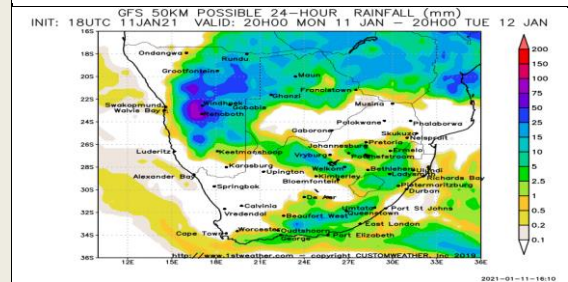 GFS 50KM POSSIBLE 24-HOUR RAINFALL (mm)
INIT: 18UTC 11JAN21 VALID: 20H00 MON 11 JAN - 20H00 TUE 12 JAN
16S
18S
20S
22S
24S
26S
28S
30S
32S
34S
36S
Ondangwa
Rundu
Grootfontein
Maun
Ghanzi
Francistown
Swakopmund
Walvis Bay
Windhoek
Gobabis
Rehoboth
Musina
Polokwane
Phalaborwa
Gaborone
Skukuza
Nelspruit
Johannesburg
Pretoria
Luderitz
Keetmanshoop
Vryburg
Potchefstroom
Ermelo
Karasburg
Upington
Welkom
Kimberley
Bethlehem
Ladysmith
Ulundi
Richards Bay
Alexander Bay
Springbok
Bloemfontein
Pietermaritzburg
Durban
De Aar
Calvinia
Vredendal
Beaufort West
Umtata
Queenstown
Port St Johns
East London
Cape Town
Worcester
Oudtshoorn
George
Port Elizabeth
12E 15E 18E 21E 24E 27E 30E 33E 36E
200
150
100
75
50
25
15
10
5
2.5
1
0.5
0.2
0.1
http://www.1stweather.com - copyright CUSTOMWEATHER, Inc 2019
2021-01-11-16:10